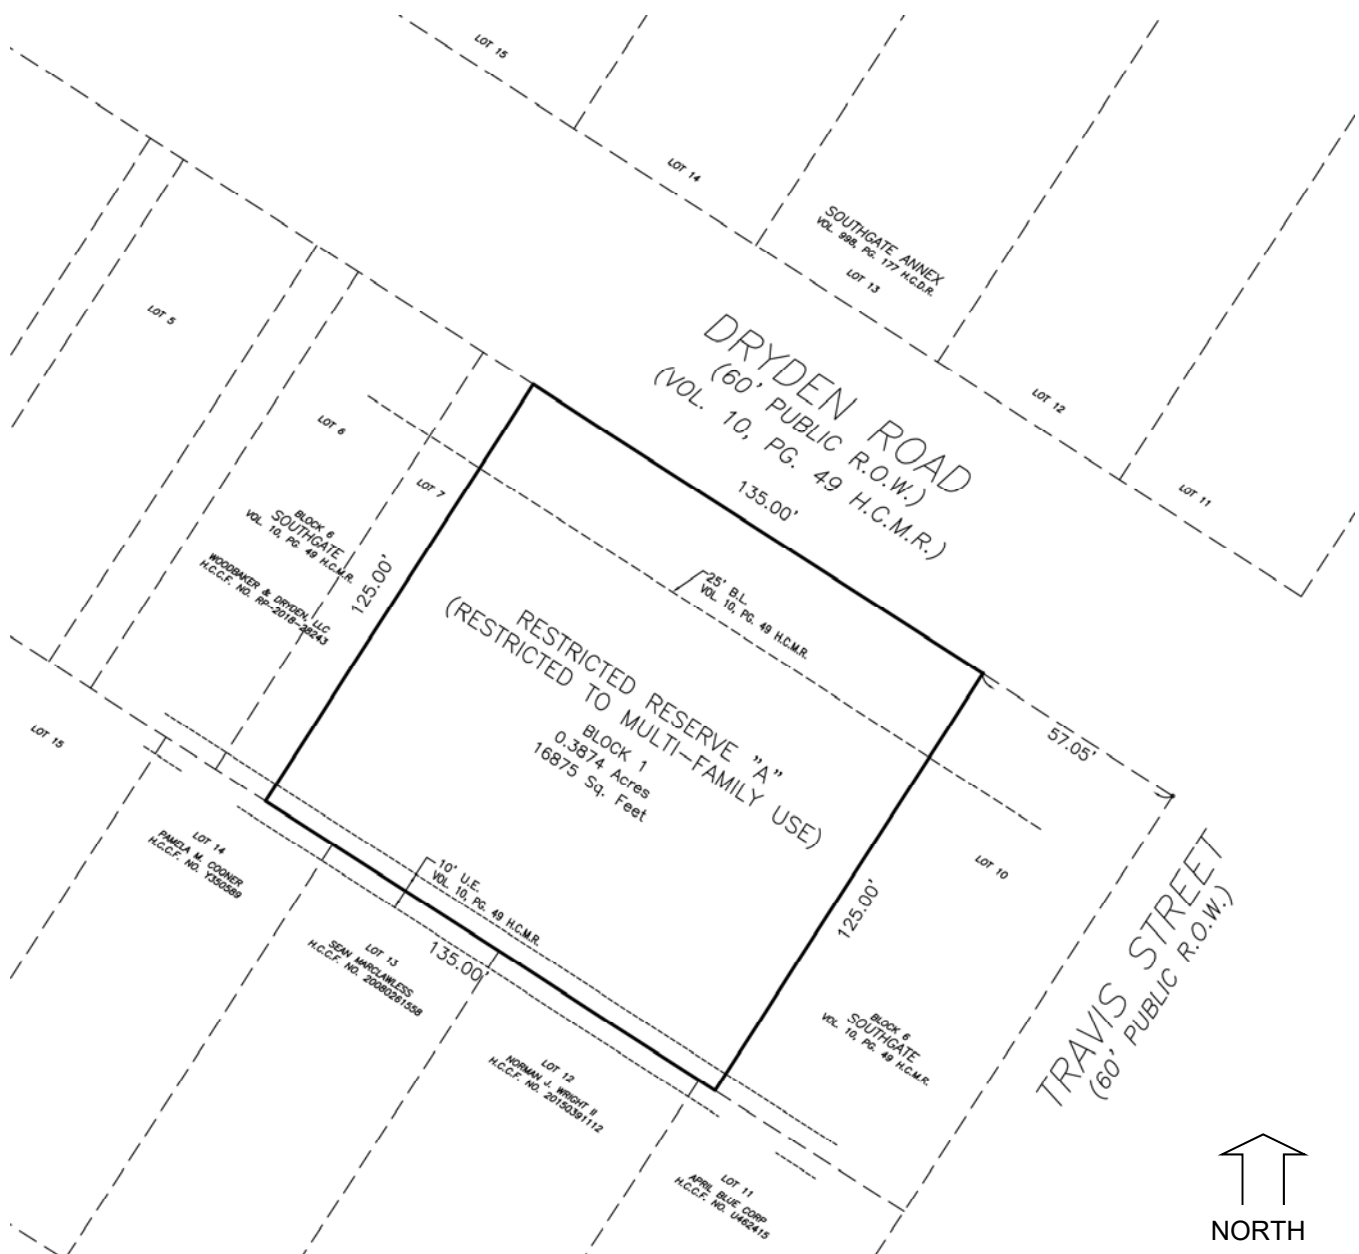 LOT 15
LOT 14
SOUTHGATE ANNEX
VOL. 998, PG. 177 H.C.D.R.
LOT 13
LOT 12
LOT 11
DRYDEN ROAD
(60' PUBLIC R.O.W.)
(VOL. 10, PG. 49 H.C.M.R.)
135.00'
LOT 5
LOT 6
LOT 7
BLOCK 6
SOUTHGATE
VOL. 10, PG. 49 H.C.M.R.
WOODBAKER & DRYDEN, LLC
H.C.C.F. NO. RP-2018-28243
125.00'
25' B.L.
VOL. 10, PG. 49 H.C.M.R.
RESTRICTED RESERVE "A"
(RESTRICTED TO MULTI-FAMILY USE)
BLOCK 1
0.3874 Acres
16875 Sq. Feet
57.05'
LOT 10
125.00'
TRAVIS STREET
(60' PUBLIC R.O.W.)
BLOCK 6
SOUTHGATE
VOL. 10, PG. 49 H.C.M.R.
10' U.E.
VOL. 10, PG. 49 H.C.M.R.
135.00'
LOT 15
LOT 14
PAMELA M. COONER
H.C.C.F. NO. Y350589
LOT 13
SEAN MARCLAWLESS
H.C.C.F. NO. 20080261558
LOT 12
NORMAN J. WRIGHT II
H.C.C.F. NO. 20150391112
LOT 11
APRIL BLUE CORP
H.C.C.F. NO. U462415
NORTH